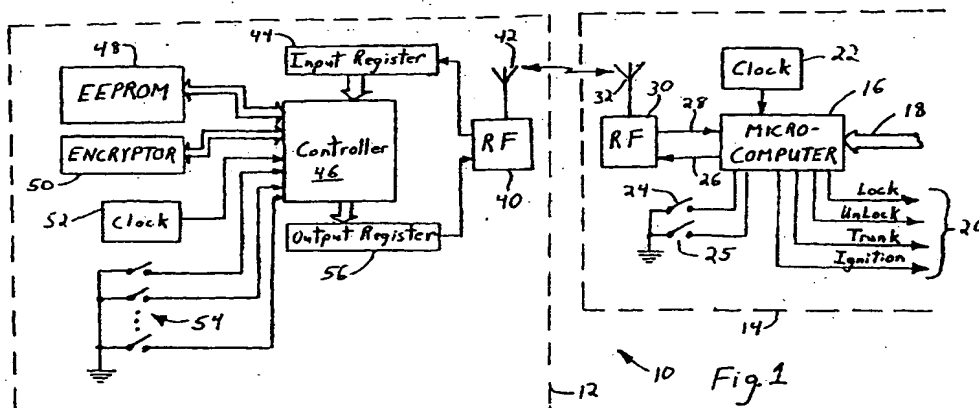 44
Input Register
42
48
EEPROM
ENCRYPTOR
50
52
Clock
Controller
46
Output Register
56
RF
40
54
12
Clock
22
16
18
32
30
RF
28
26
MICRO-
COMPUTER
24
25
Lock
UnLock
Trunk
Ignition
14
10
Fig. 1